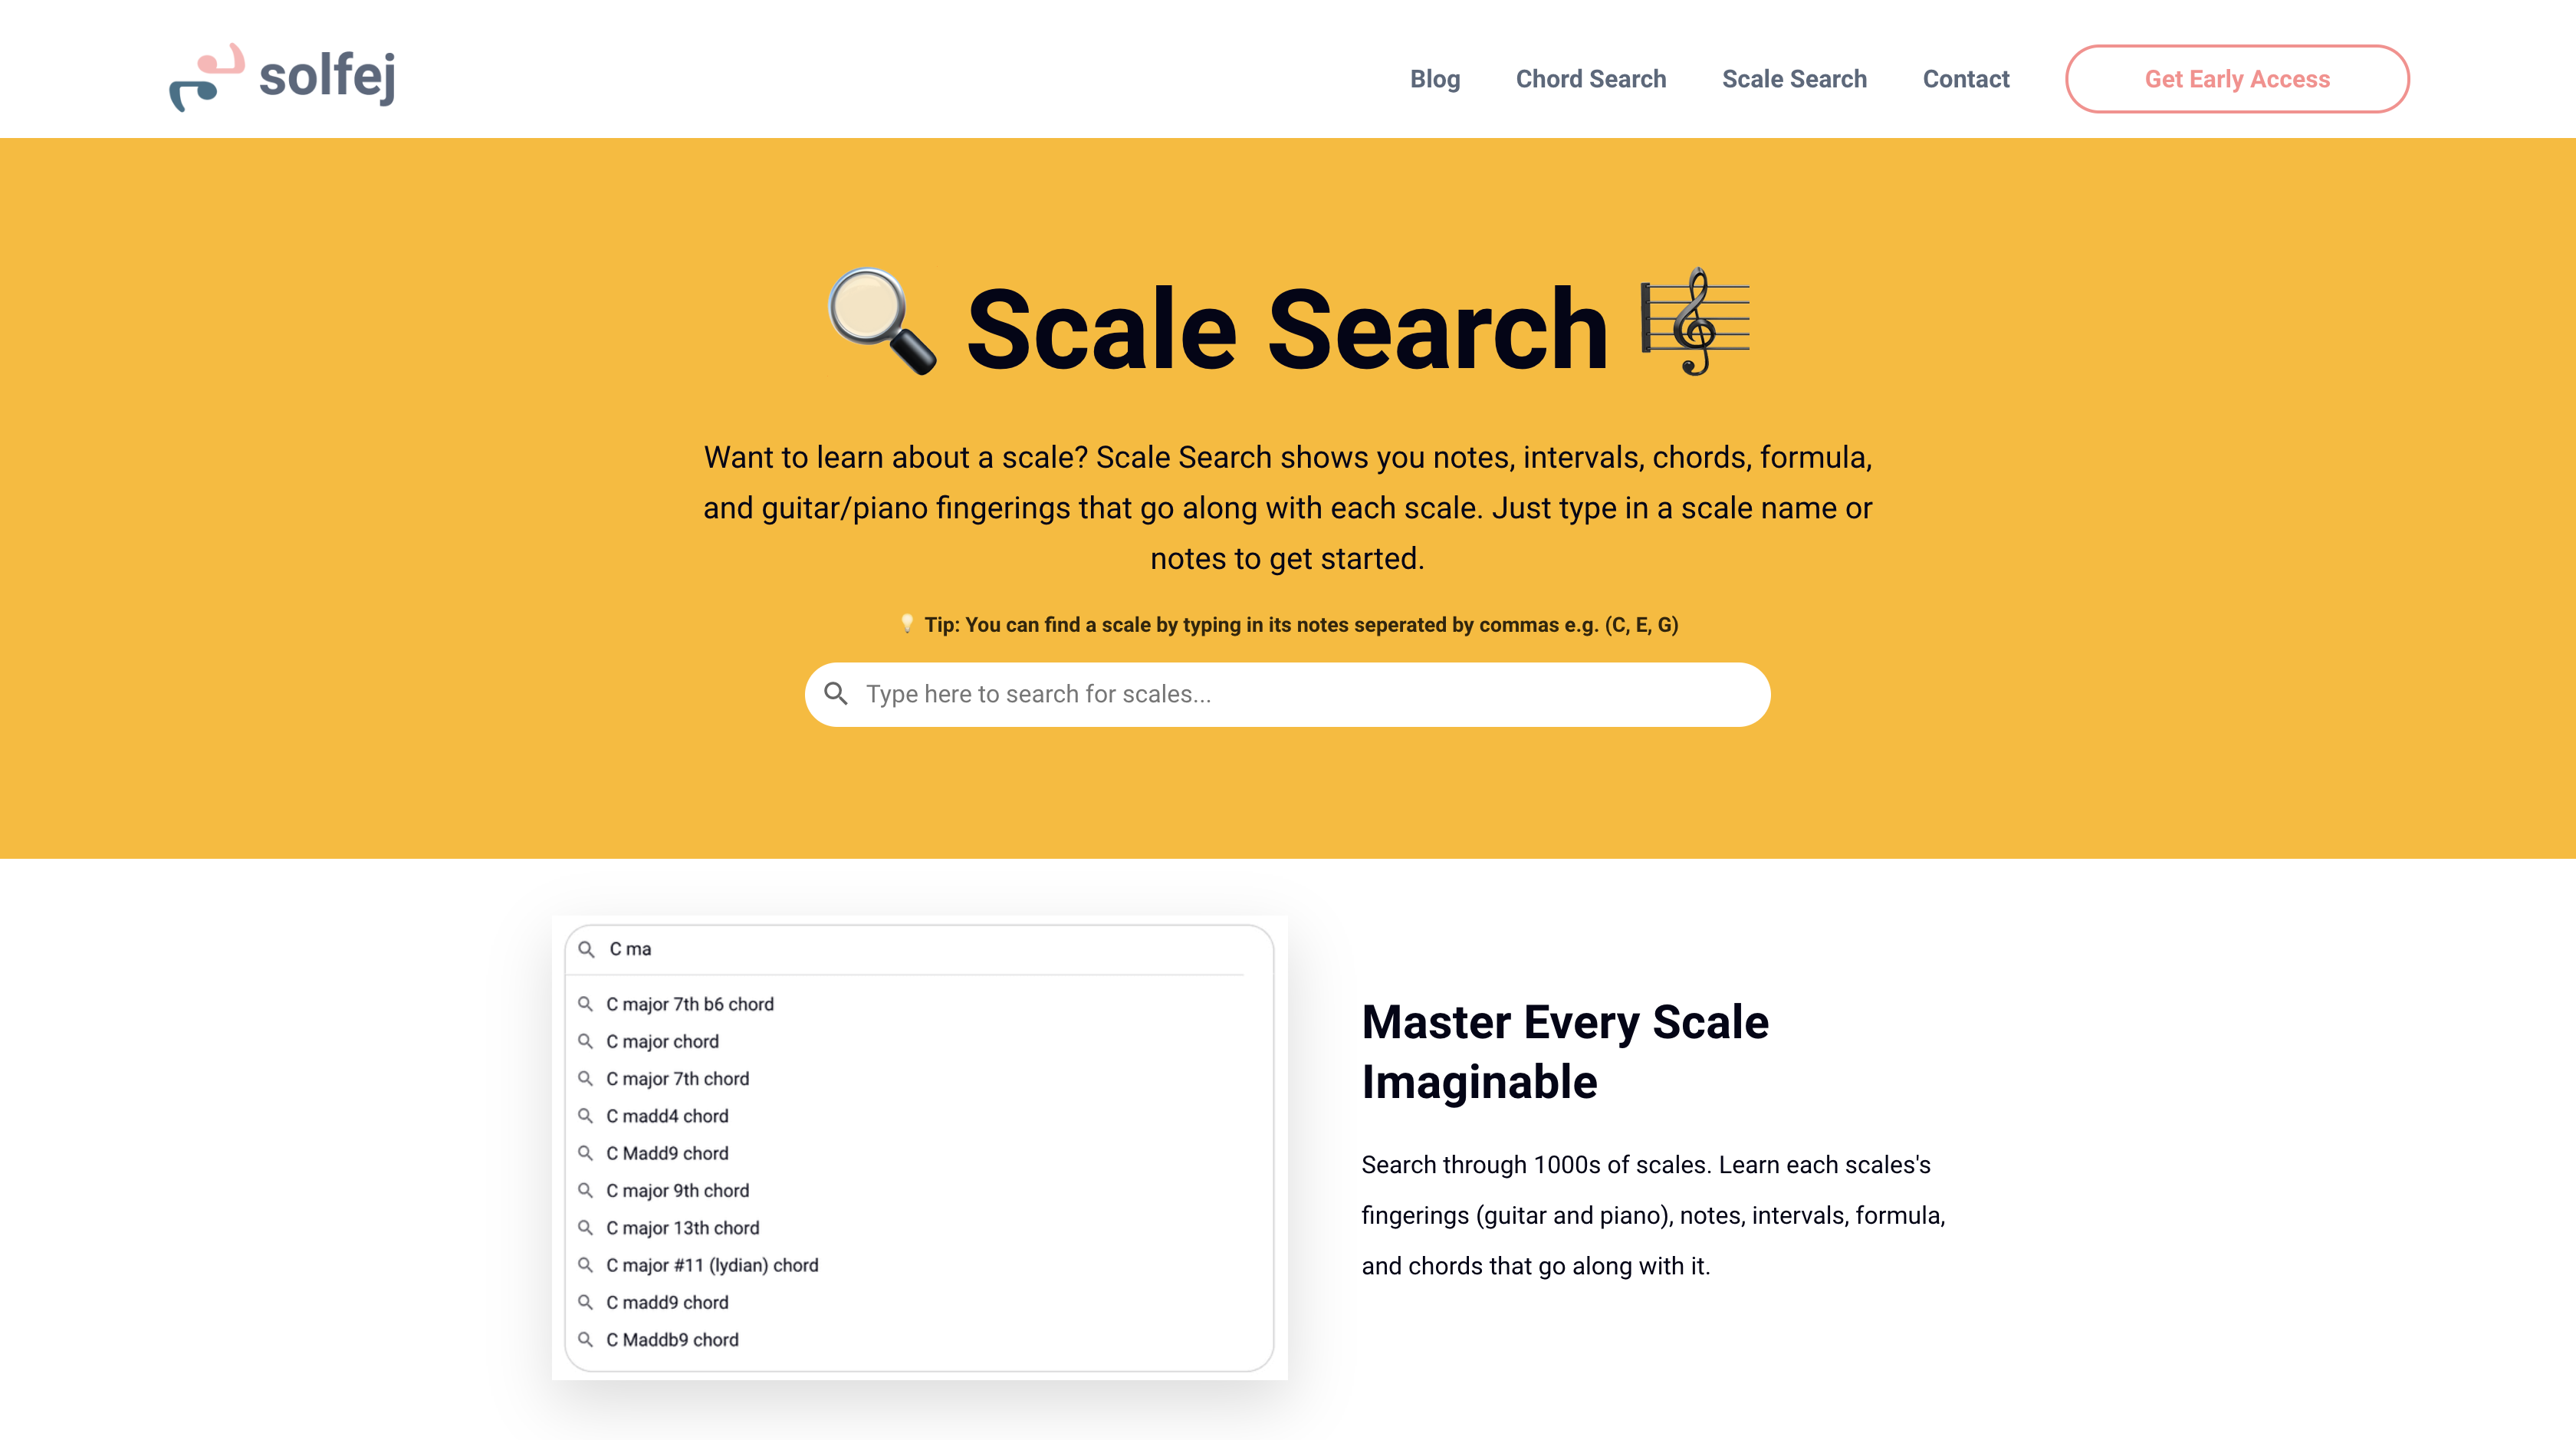 solfej
Blog
Chord Search
Scale Search
Contact
Get Early Access
Scale Search
Want to learn about a scale? Scale Search shows you notes, intervals, chords, formula,
and guitar/piano fingerings that go along with each scale. Just type in a scale name or
notes to get started.
Tip: You can find a scale by typing in its notes seperated by commas e.g. (C, E, G)
Type here to search for scales...
C ma
C major 7th b6 chord
C major chord
C major 7th chord
C madd4 chord
C Madd9 chord
C major 9th chord
C major 13th chord
C major #11 (lydian) chord
C madd9 chord
C Maddb9 chord
Master Every Scale
Imaginable
Search through 1000s of scales. Learn each scales's
fingerings (guitar and piano), notes, intervals, formula,
and chords that go along with it.